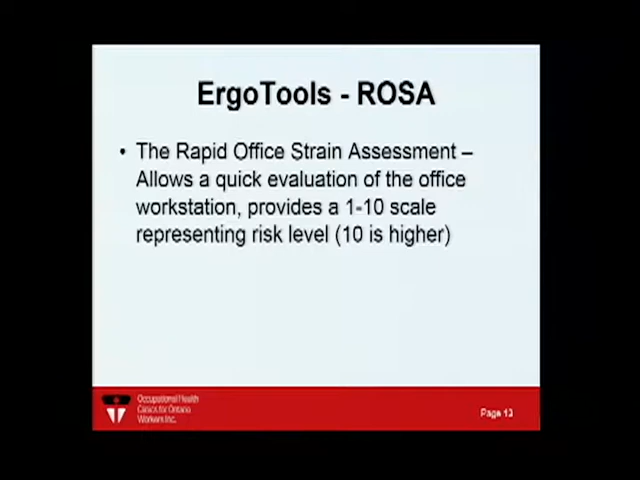 ErgoTools - ROSA
• The Rapid Office Strain Assessment –
Allows a quick evaluation of the office
workstation, provides a 1-10 scale
representing risk level (10 is higher)
Occupational Health
Clinics for Ontario
Workers Inc.
Page 13